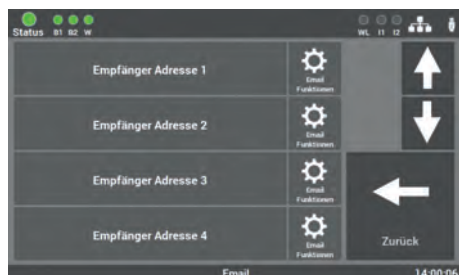 Status B1 B2 W WL I1 I2
Empfänger Adresse 1
Email
Funktionen
Empfänger Adresse 2
Email
Funktionen
Empfänger Adresse 3
Email
Funktionen
Empfänger Adresse 4
Email
Funktionen
Zurück
Email 14:00:06